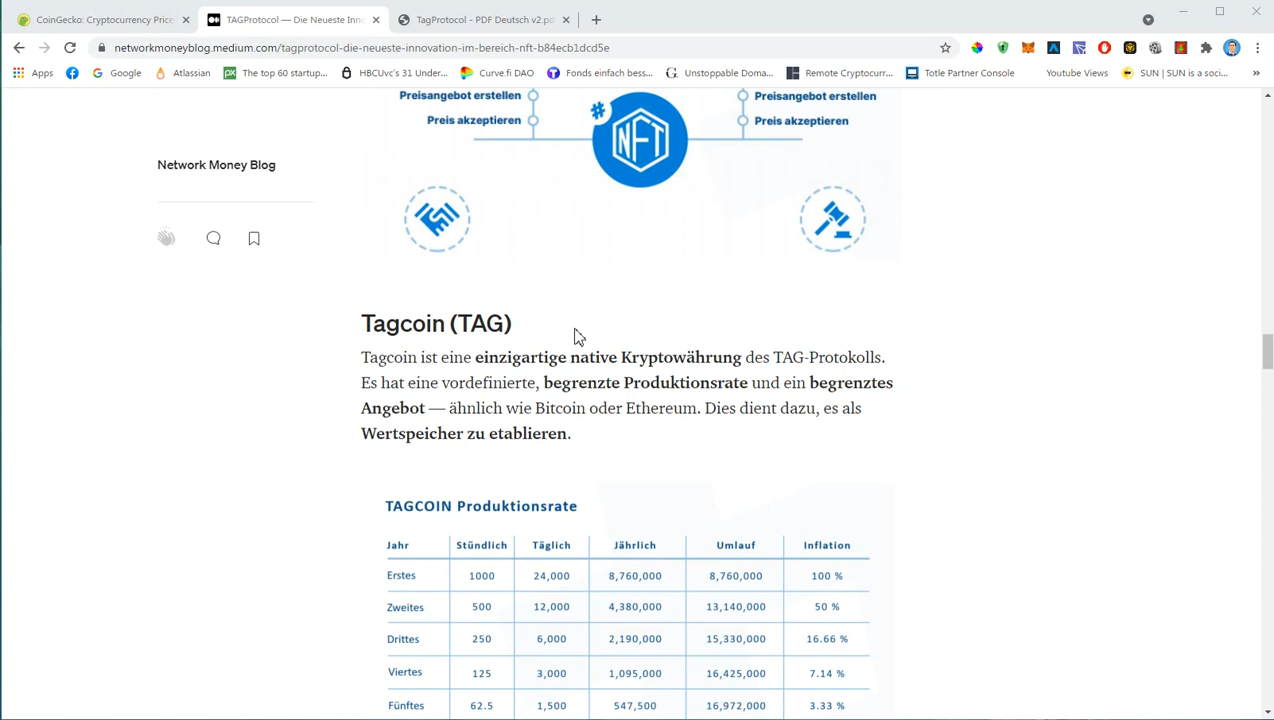 CoinGecko: Cryptocurrency Price
TAGProtocol — Die Neueste Inno
TagProtocol - PDF Deutsch v2.pd
networkmoneyblog.medium.com/tagprotocol-die-neueste-innovation-im-bereich-nft-b84ecb1dcd5e
Apps Google Atlassian The top 60 startup... HBCUvc's 31 Under... Curve.fi DAO Fonds einfach bess... Unstoppable Doma... Remote Cryptocurr... Totle Partner Console Youtube Views SUN | SUN is a soci...
Preisangebot erstellen Preisangebot erstellen
# NFT
Preis akzeptieren Preis akzeptieren
Network Money Blog
Tagcoin (TAG)
Tagcoin ist eine einzigartige native Kryptowährung des TAG-Protokolls.
Es hat eine vordefinierte, begrenzte Produktionsrate und ein begrenztes
Angebot — ähnlich wie Bitcoin oder Ethereum. Dies dient dazu, es als
Wertspeicher zu etablieren.
TAGCOIN Produktionsrate
Jahr Stündlich Täglich Jährlich Umlauf Inflation
Erstes 1000 24,000 8,760,000 8,760,000 100 %
Zweites 500 12,000 4,380,000 13,140,000 50 %
Drittes 250 6,000 2,190,000 15,330,000 16.66 %
Viertes 125 3,000 1,095,000 16,425,000 7.14 %
Fünftes 62.5 1,500 547,500 16,972,000 3.33 %